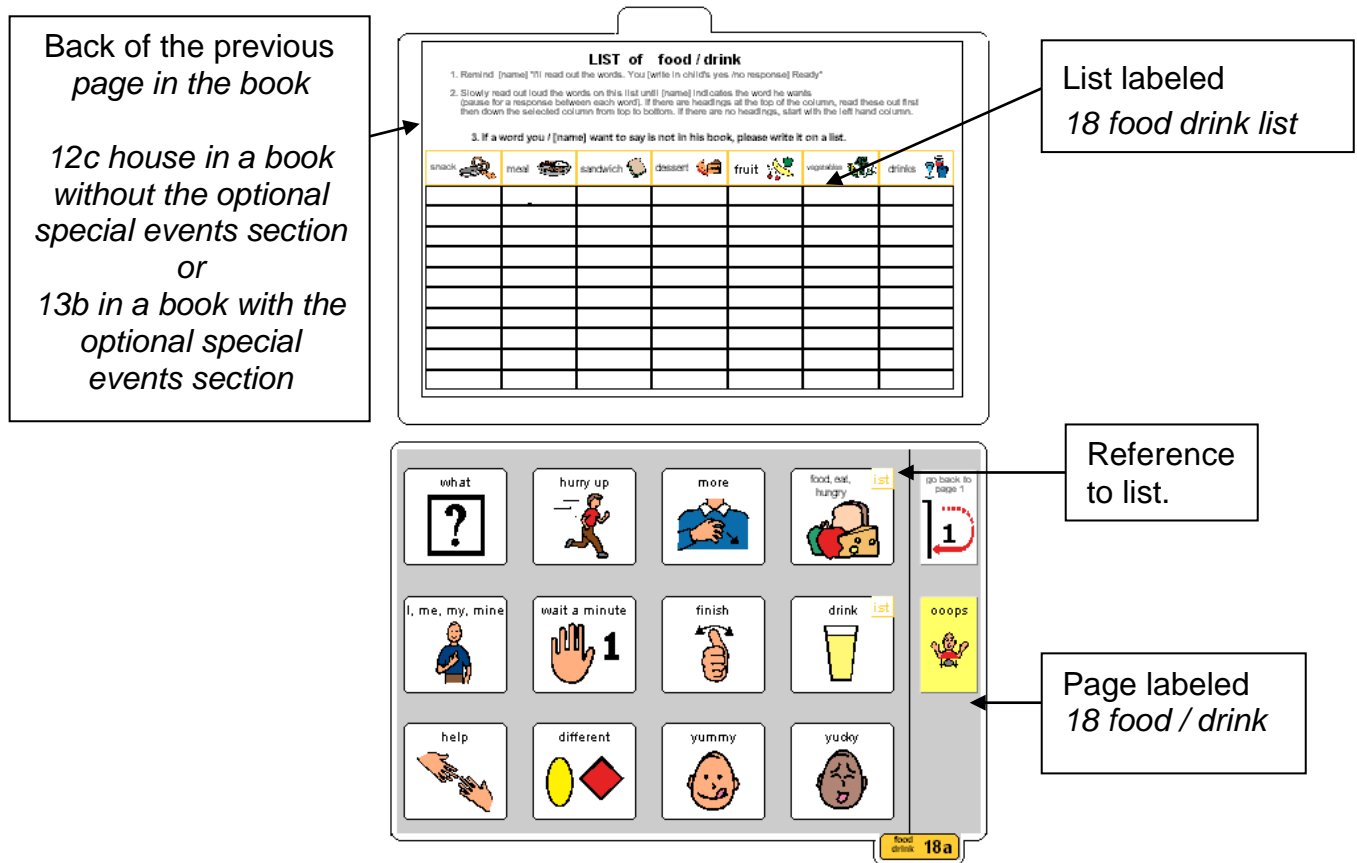 Back of the previous
page in the book
12c house in a book
without the optional
special events section
or
13b in a book with the
optional special
events section
LIST of food / drink
1. Remind [name] "I'll read out the words. You [write in child's yes /no response] Ready"
2. Slowly read out loud the words on this list until [name] indicates the word he wants
(pause for a response between each word). If there are headings at the top of the column, read these out first
then down the selected column from top to bottom. If there are no headings, start with the left hand column.
3. If a word you / [name] want to say is not in his book, please write it on a list.
snack meal sandwich dessert fruit vegetables drinks
List labeled
18 food drink list
what hurry up more food, eat, ist go back to
hungry page 1
1
Reference
to list.
I, me, my, mine wait a minute finish drink ist ooops
1
Page labeled
18 food / drink
help different yummy yucky
food
drink 18a